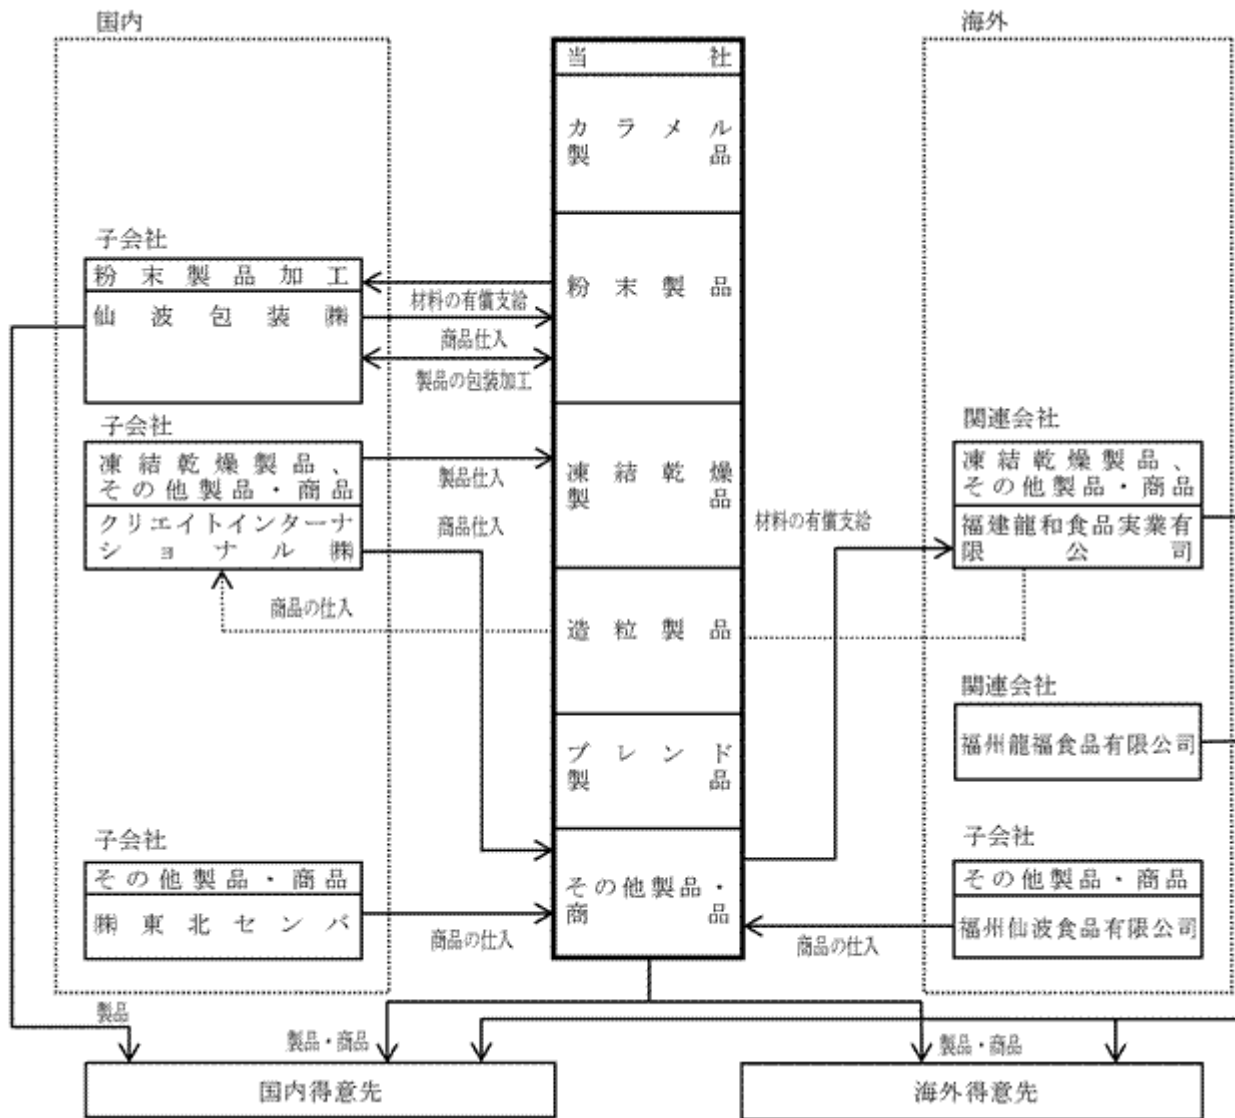 国内
海外
当社
カラメル
製品
粉末製品
凍結乾燥
製品
造粒製品
ブレンド
製品
その他製品・
商品
子会社
粉末製品加工
仙波包装㈱
材料の有償支給
商品仕入
製品の包装加工
子会社
凍結乾燥製品、
その他製品・商品
クリエイトインターナ
ショナル㈱
製品仕入
商品仕入
商品の仕入
子会社
その他製品・商品
㈱東北センバ
商品の仕入
関連会社
凍結乾燥製品、
その他製品・商品
福建龍和食品実業有
限公司
材料の有償支給
関連会社
福州龍福食品有限公司
子会社
その他製品・商品
福州仙波食品有限公司
商品の仕入
製品
製品・商品
製品・商品
国内得意先
海外得意先